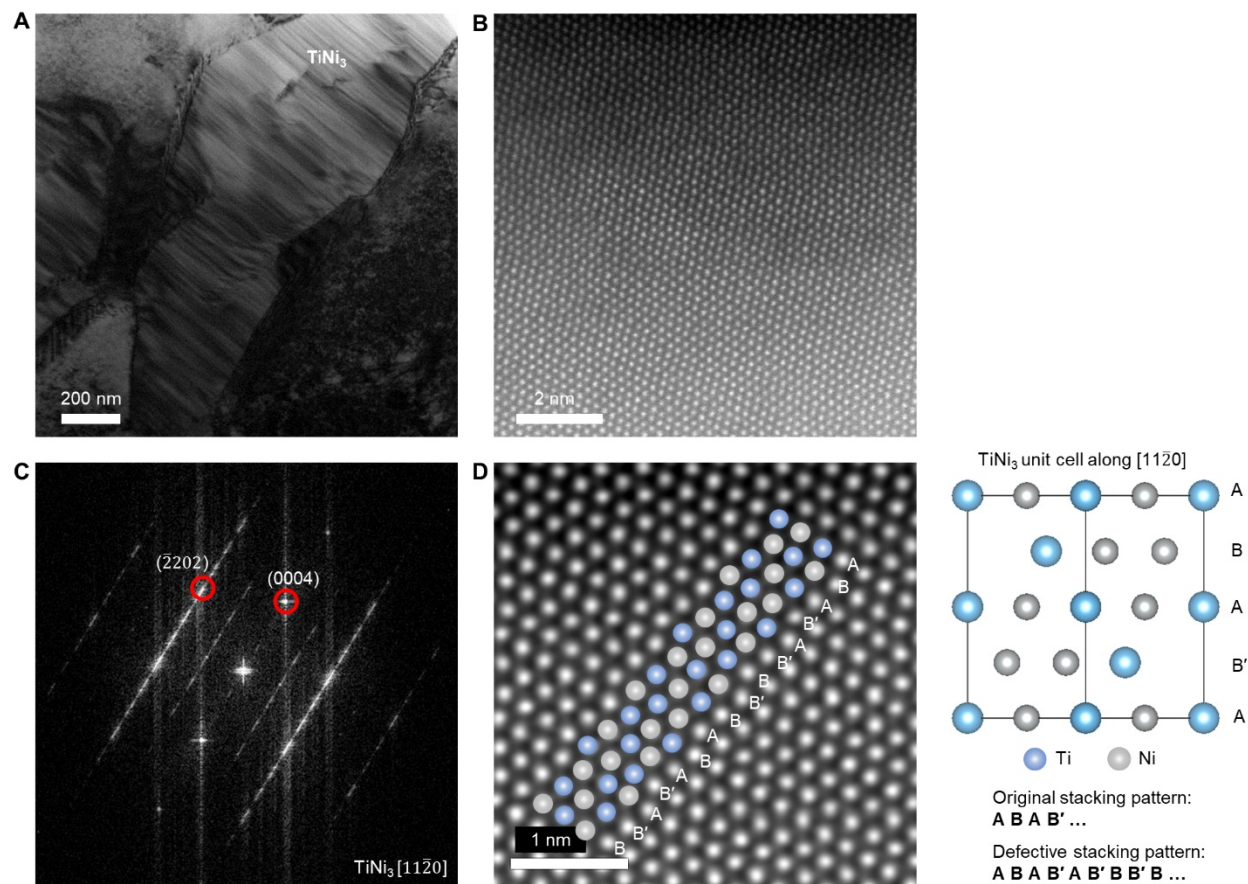 A
TiNi₃
200 nm
B
2 nm
C
(2̅202)
(0004)
TiNi₃ [112̅0]
D
A
B
A
B′
A
B′
B
B′
B
A
B
A
B′
A
B′
B
1 nm
TiNi₃ unit cell along [112̅0]
A
B
A
B′
A
Ti
Ni
Original stacking pattern:
A B A B′ ...
Defective stacking pattern:
A B A B′ A B′ B B′ B ...